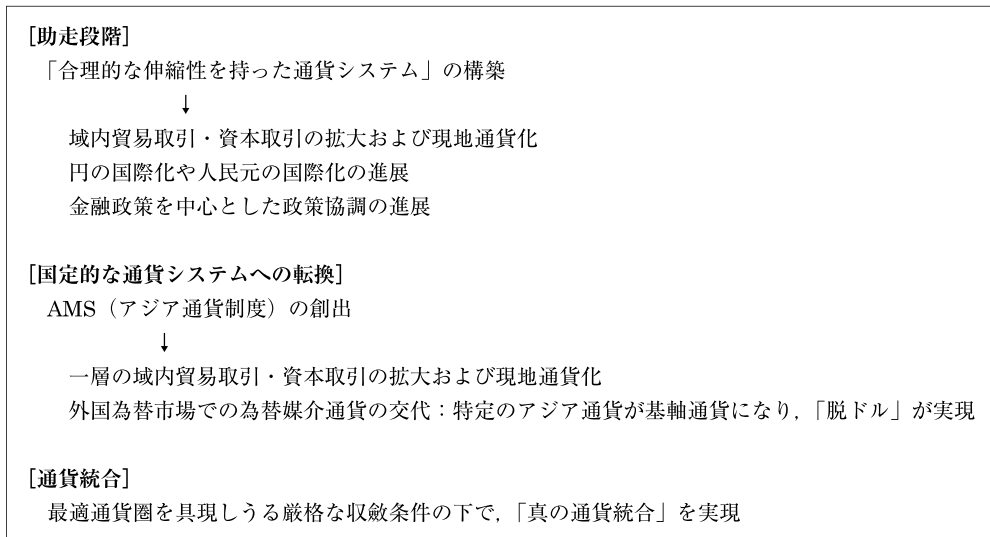 ［助走段階］
「合理的な伸縮性を持った通貨システム」の構築
↓
域内貿易取引・資本取引の拡大および現地通貨化
円の国際化や人民元の国際化の進展
金融政策を中心とした政策協調の進展
［国定的な通貨システムへの転換］
AMS（アジア通貨制度）の創出
↓
一層の域内貿易取引・資本取引の拡大および現地通貨化
外国為替市場での為替媒介通貨の交代：特定のアジア通貨が基軸通貨になり，「脱ドル」が実現
［通貨統合］
最適通貨圏を具現しうる厳格な収斂条件の下で，「真の通貨統合」を実現